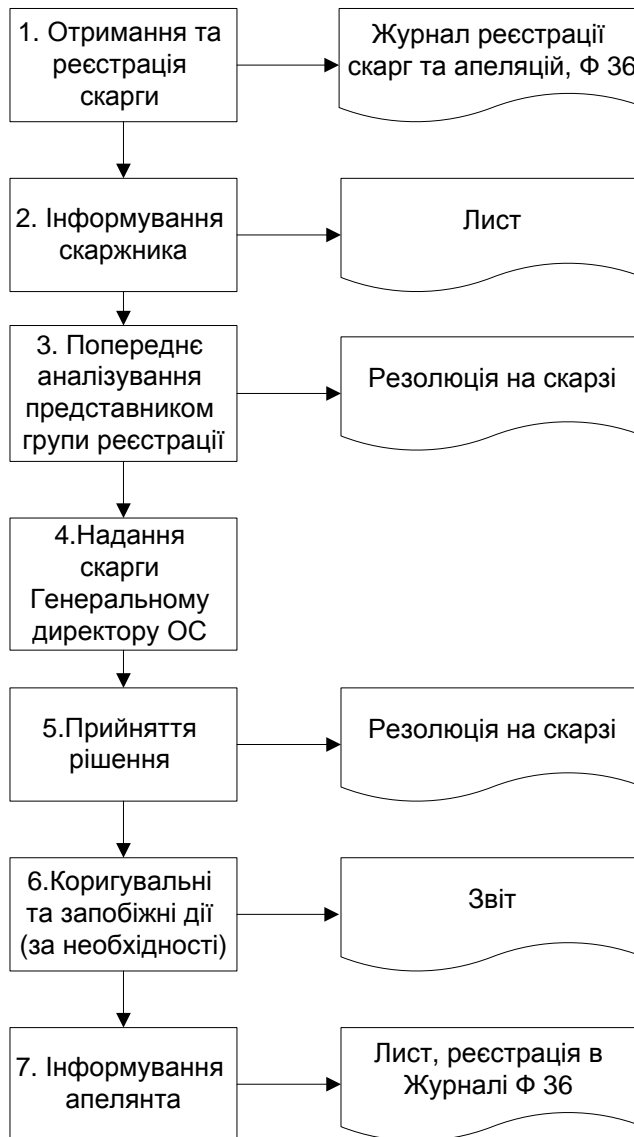 1. Отримання та
реєстрація
скарги
Журнал реєстрації
скарг та апеляцій, Ф 36
2. Інформування
скаржника
Лист
3. Попереднє
аналізування
представником
групи реєстрації
Резолюція на скарзі
4.Надання
скарги
Генеральному
директору ОС
5.Прийняття
рішення
Резолюція на скарзі
6.Коригувальні
та запобіжні дії
(за необхідності)
Звіт
7. Інформування
апелянта
Лист, реєстрація в
Журналі Ф 36